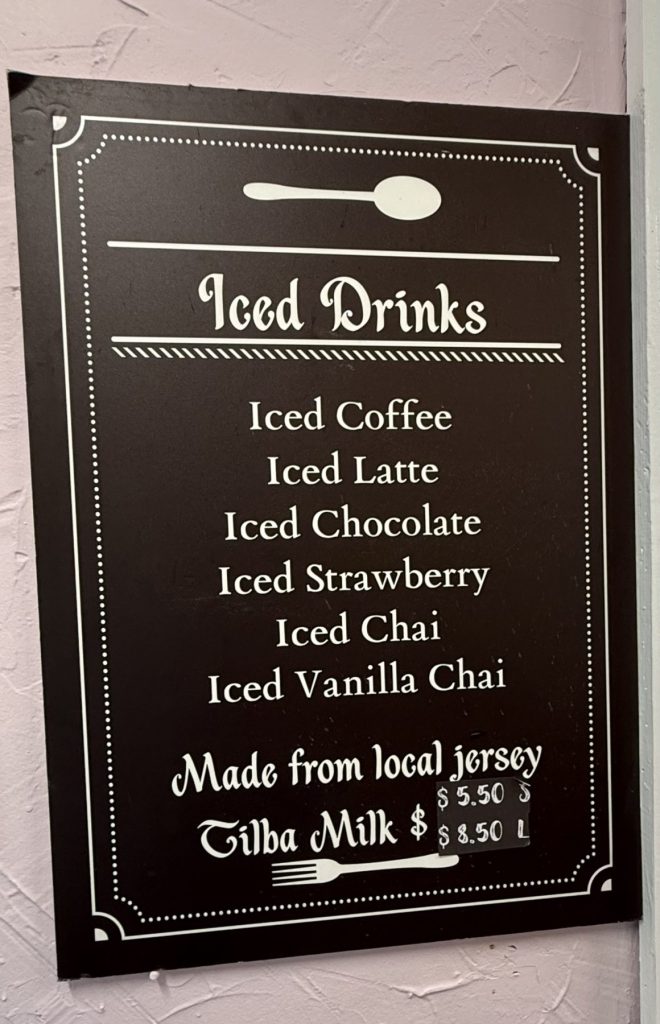 Iced Drinks
Iced Coffee
Iced Latte
Iced Chocolate
Iced Strawberry
Iced Chai
Iced Vanilla Chai
Made from local jersey
Tilba Milk $
$ 5.50 S
$ 8.50 L